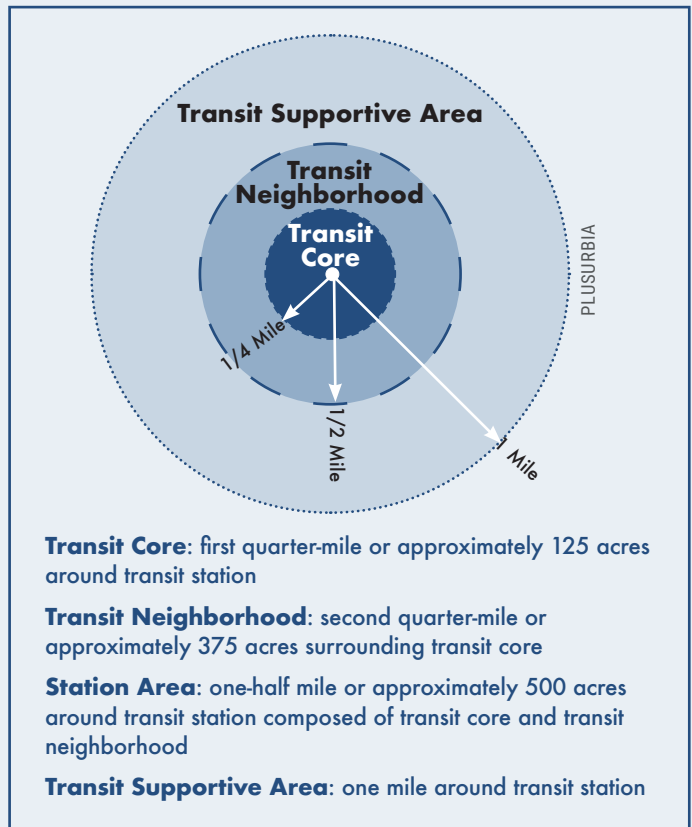 Transit Supportive Area
Transit
Neighborhood
Transit
Core
PLUSURBIA
1/4 Mile
1/2 Mile
1 Mile
Transit Core: first quarter-mile or approximately 125 acres
around transit station
Transit Neighborhood: second quarter-mile or
approximately 375 acres surrounding transit core
Station Area: one-half mile or approximately 500 acres
around transit station composed of transit core and transit
neighborhood
Transit Supportive Area: one mile around transit station